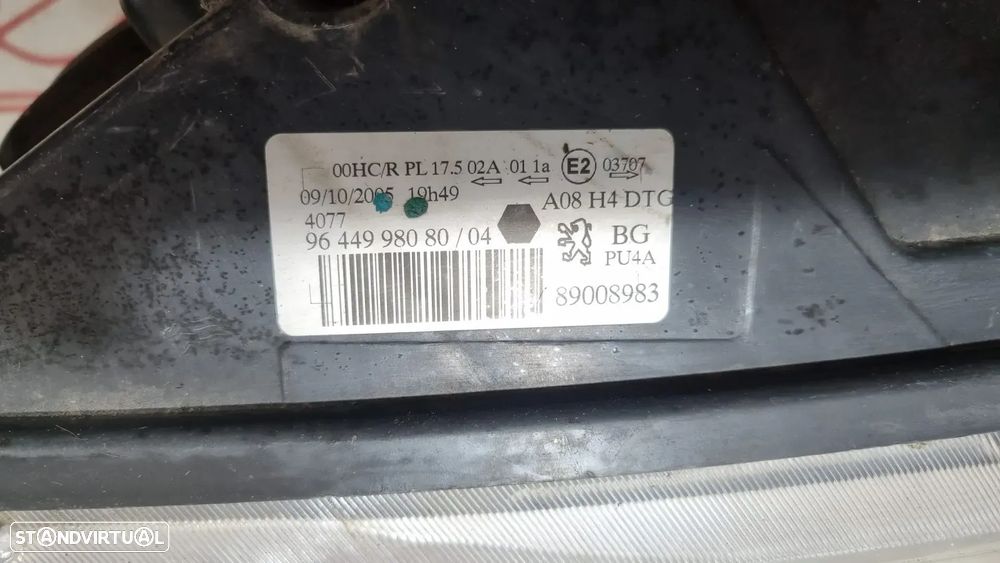 00HC/R PL 17.5 02A 01 1a E2 03707
09/10/2005 19h49 A08 H4 DTG
4077
96 449 980 80 / 04 BG
PU4A
/ 89008983
STANDVIRTUAL